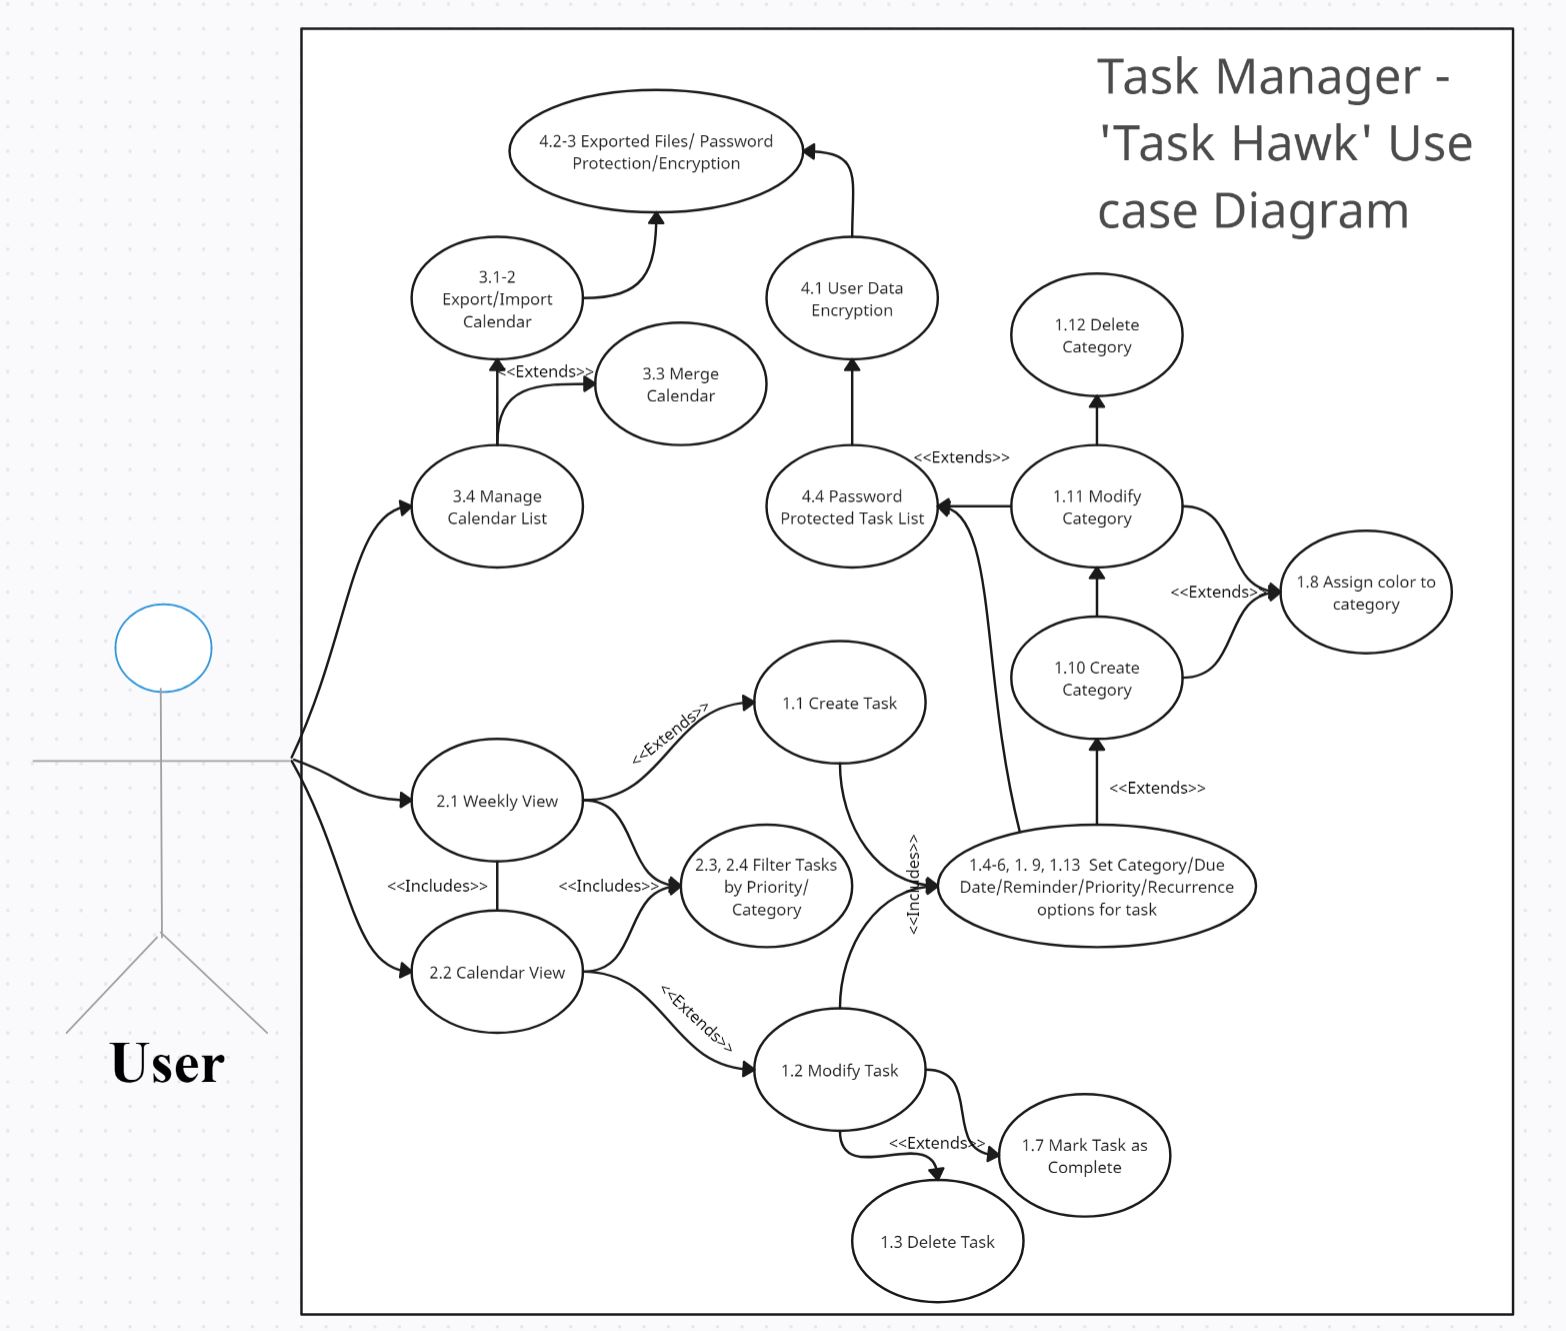 Task Manager -
'Task Hawk' Use
case Diagram
4.2-3 Exported Files/ Password
Protection/Encryption
3.1-2
Export/Import
Calendar
4.1 User Data
Encryption
1.12 Delete
Category
<<Extends>>
3.3 Merge
Calendar
3.4 Manage
Calendar List
4.4 Password
Protected Task List
<<Extends>>
1.11 Modify
Category
<<Extends>
1.8 Assign color to
category
1.10 Create
Category
1.1 Create Task
<<Extends>>
2.1 Weekly View
<<Extends>>
<<Includes>>
<<Includes>>
2.3, 2.4 Filter Tasks
by Priority/
Category
<<Includes>>
1.4-6, 1. 9, 1.13  Set Category/Due
Date/Reminder/Priority/Recurrence
options for task
2.2 Calendar View
<<Extends>>
User
1.2 Modify Task
<<Extends>>
1.7 Mark Task as
Complete
1.3 Delete Task